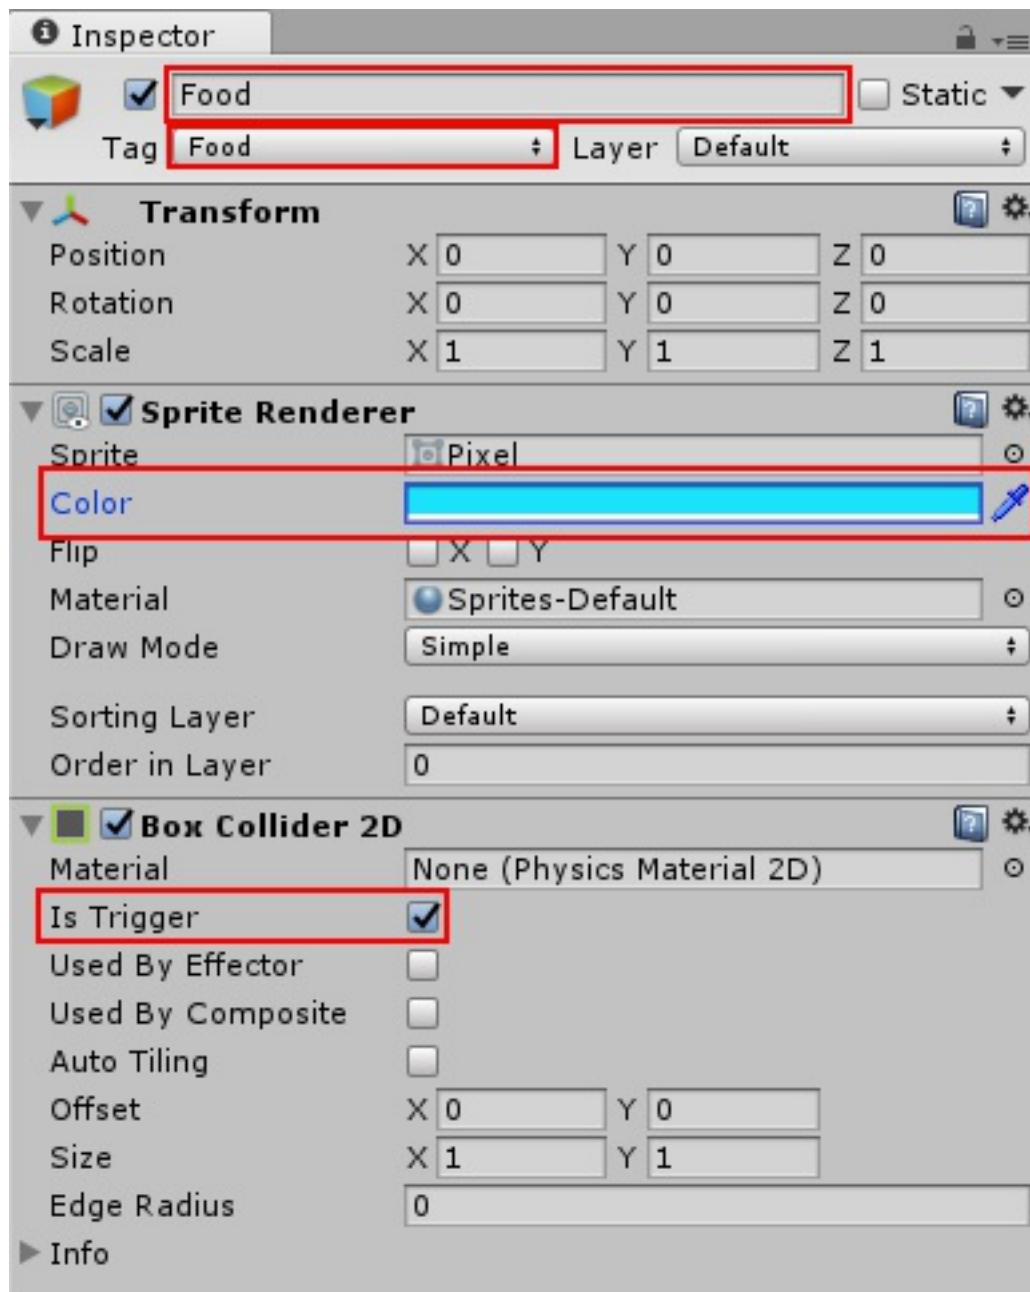 Inspector
Food Static
Tag Food Layer Default
Transform
Position X 0 Y 0 Z 0
Rotation X 0 Y 0 Z 0
Scale X 1 Y 1 Z 1
Sprite Renderer
Sprite Pixel
Color
Flip X Y
Material Sprites-Default
Draw Mode Simple
Sorting Layer Default
Order in Layer 0
Box Collider 2D
Material None (Physics Material 2D)
Is Trigger
Used By Effector
Used By Composite
Auto Tiling
Offset X 0 Y 0
Size X 1 Y 1
Edge Radius 0
Info